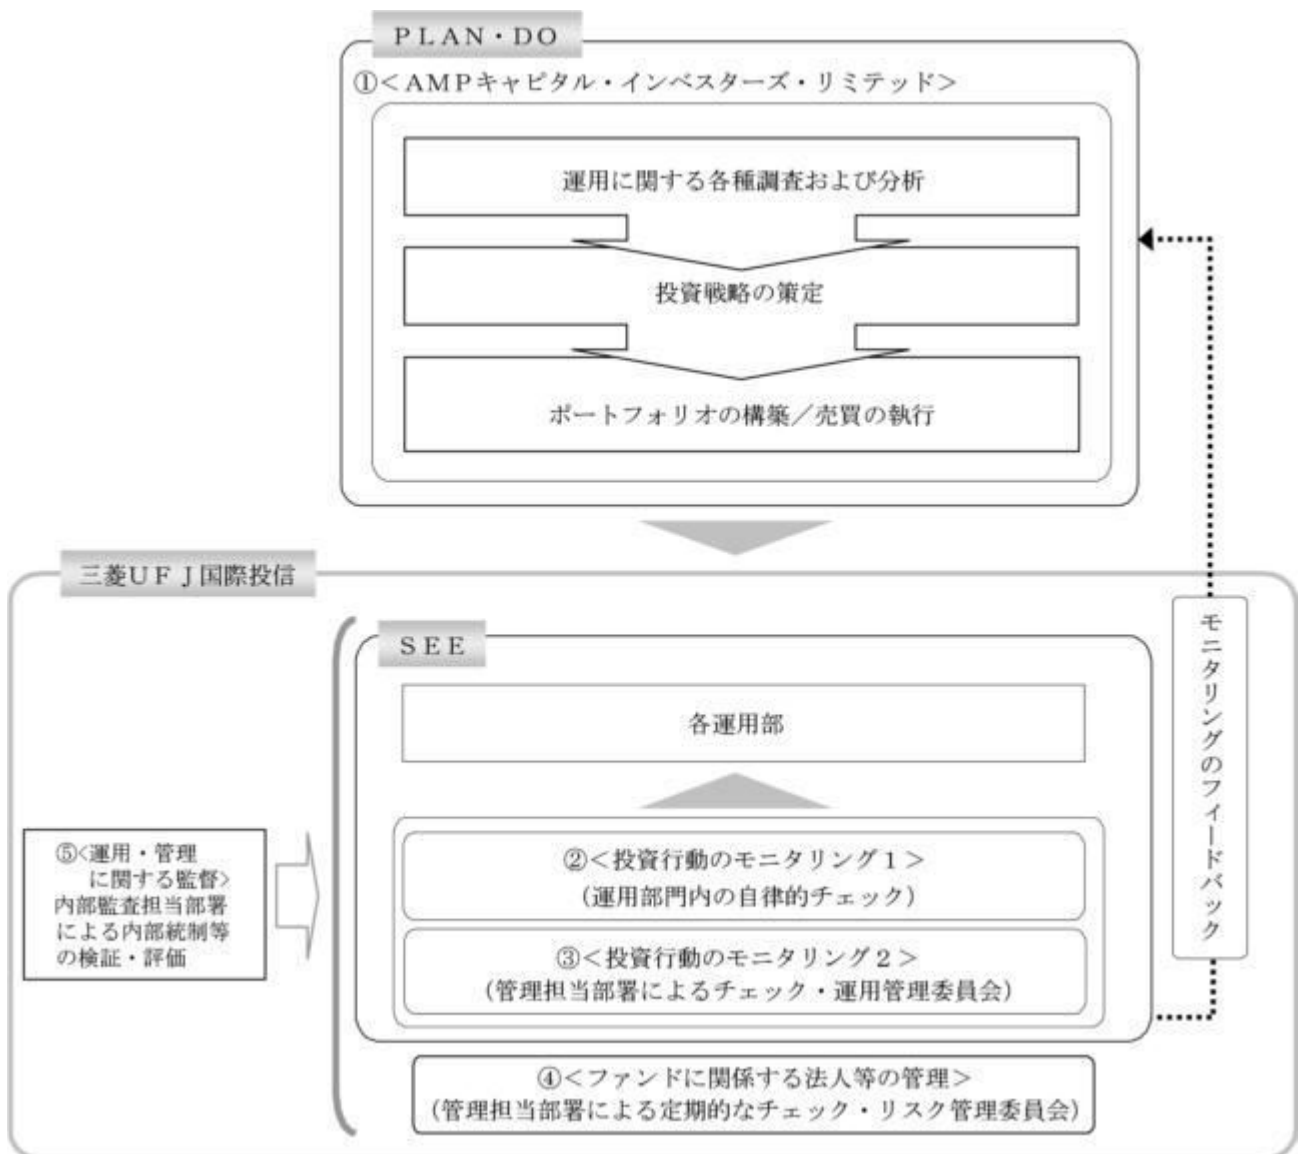 ＰＬＡＮ・ＤＯ
①＜ＡＭＰキャピタル・インベスターズ・リミテッド＞
運用に関する各種調査および分析
投資戦略の策定
ポートフォリオの構築／売買の執行
三菱ＵＦＪ国際投信
ＳＥＥ
各運用部
②＜投資行動のモニタリング１＞
（運用部門内の自律的チェック）
③＜投資行動のモニタリング２＞
（管理担当部署によるチェック・運用管理委員会）
④＜ファンドに関係する法人等の管理＞
（管理担当部署による定期的なチェック・リスク管理委員会）
⑤＜運用・管理
に関する監督＞
内部監査担当部署
による内部統制等
の検証・評価
モニタリングのフィードバック